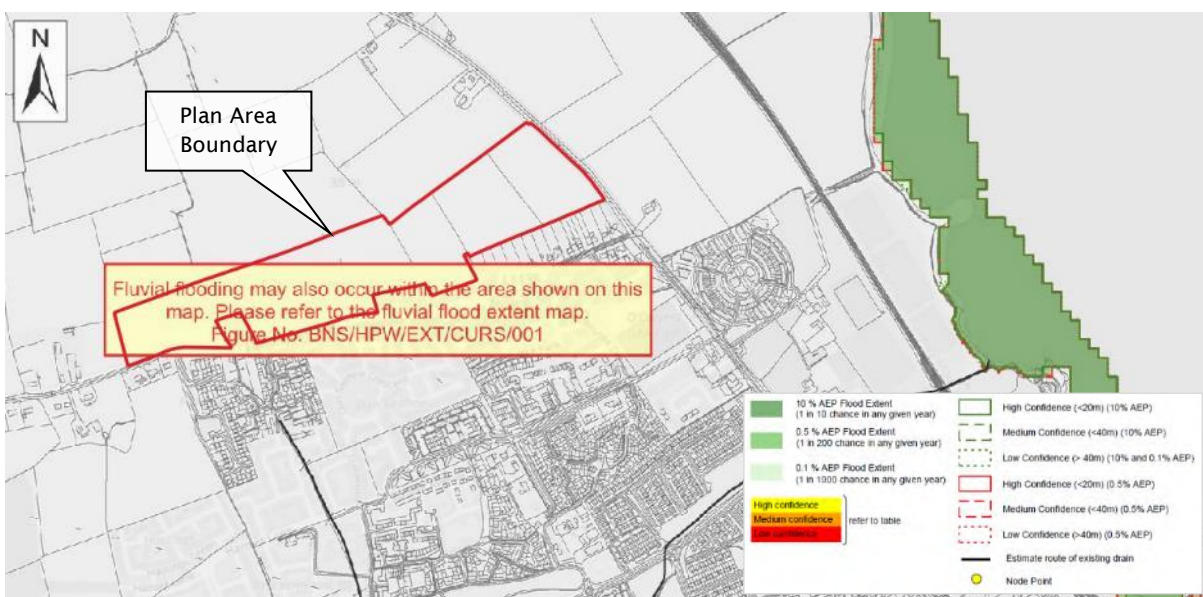 N
Plan Area
Boundary
Fluvial flooding may also occur within the area shown on this
map. Please refer to the fluvial flood extent map.
Figure No. BNS/HPW/EXT/CURS/001
10 % AEP Flood Extent
(1 in 10 chance in any given year)
0.5 % AEP Flood Extent
(1 in 200 chance in any given year)
0.1 % AEP Flood Extent
(1 in 1000 chance in any given year)
High confidence
Medium confidence
Low confidence
refer to table
High Confidence (<20m) (10% AEP)
Medium Confidence (<40m) (10% AEP)
Low Confidence (> 40m) (10% and 0.1% AEP)
High Confidence (<20m) (0.5% AEP)
Medium Confidence (<40m) (0.5% AEP)
Low Confidence (>40m) (0.5% AEP)
Estimate route of existing drain
Node Point